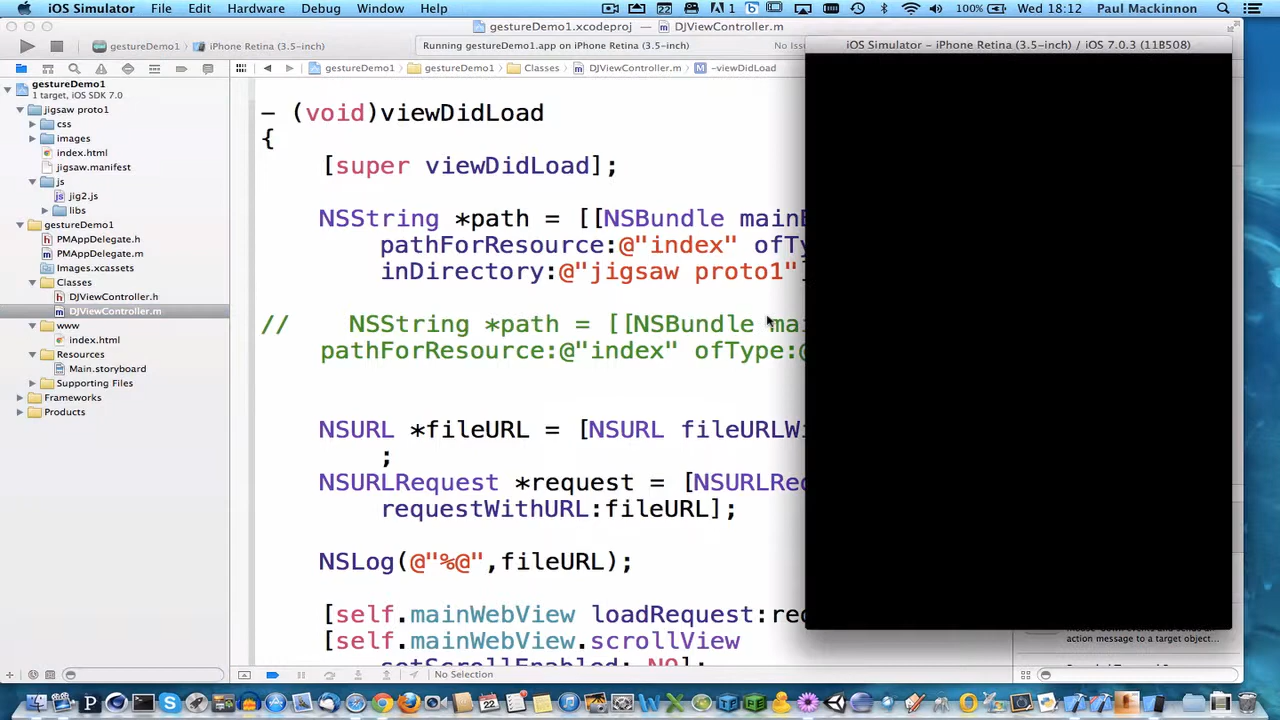 iOS Simulator File Edit Hardware Debug Window Help 1 100% Wed 18:12 Paul Mackinnon
gestureDemo1.xcodeproj — DJViewController.m
gestureDemo1 iPhone Retina (3.5-inch) Running gestureDemo1.app on iPhone Retina (3.5-inch) No Iss
iOS Simulator – iPhone Retina (3.5-inch) / iOS 7.0.3 (11B508)
gestureDemo1 gestureDemo1 Classes DJViewController.m -viewDidLoad
gestureDemo1
1 target, iOS SDK 7.0
jigsaw proto1
css
images
index.html
jigsaw.manifest
js
jig2.js
libs
gestureDemo1
PMAppDelegate.h
PMAppDelegate.m
Images.xcassets
Classes
DJViewController.h
DJViewController.m
www
index.html
Resources
Main.storyboard
Supporting Files
Frameworks
Products
- (void)viewDidLoad
{
[super viewDidLoad];
NSString *path = [[NSBundle mainB
pathForResource:@"index" ofTy
inDirectory:@"jigsaw proto1"
// NSString *path = [[NSBundle mai
pathForResource:@"index" ofType:@
NSURL *fileURL = [NSURL fileURLWi
;
NSURLRequest *request = [NSURLReq
requestWithURL:fileURL];
NSLog(@"%@",fileURL);
[self.mainWebView loadRequest:req
[self.mainWebView.scrollView
setScrollEnabled: NO];
action message to a target object...
No Selection